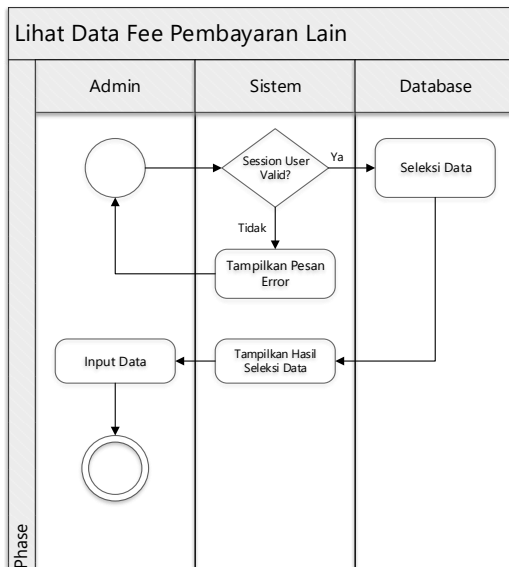 Lihat Data Fee Pembayaran Lain
Admin
Sistem
Database
Session User
Valid?
Ya
Seleksi Data
Tidak
Tampilkan Pesan
Error
Input Data
Tampilkan Hasil
Seleksi Data
Phase